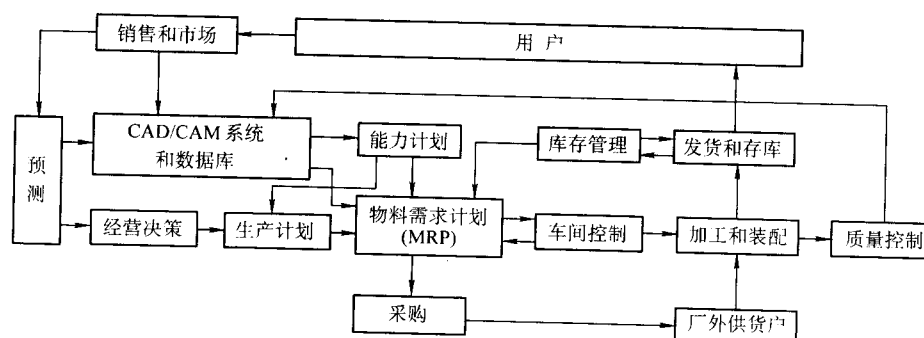 销售和市场
用户
CAD/CAM 系统
和数据库
能力计划
库存管理
发货和存库
预
测
经营决策
生产计划
物料需求计划
(MRP)
车间控制
加工和装配
质量控制
采购
厂外供货户